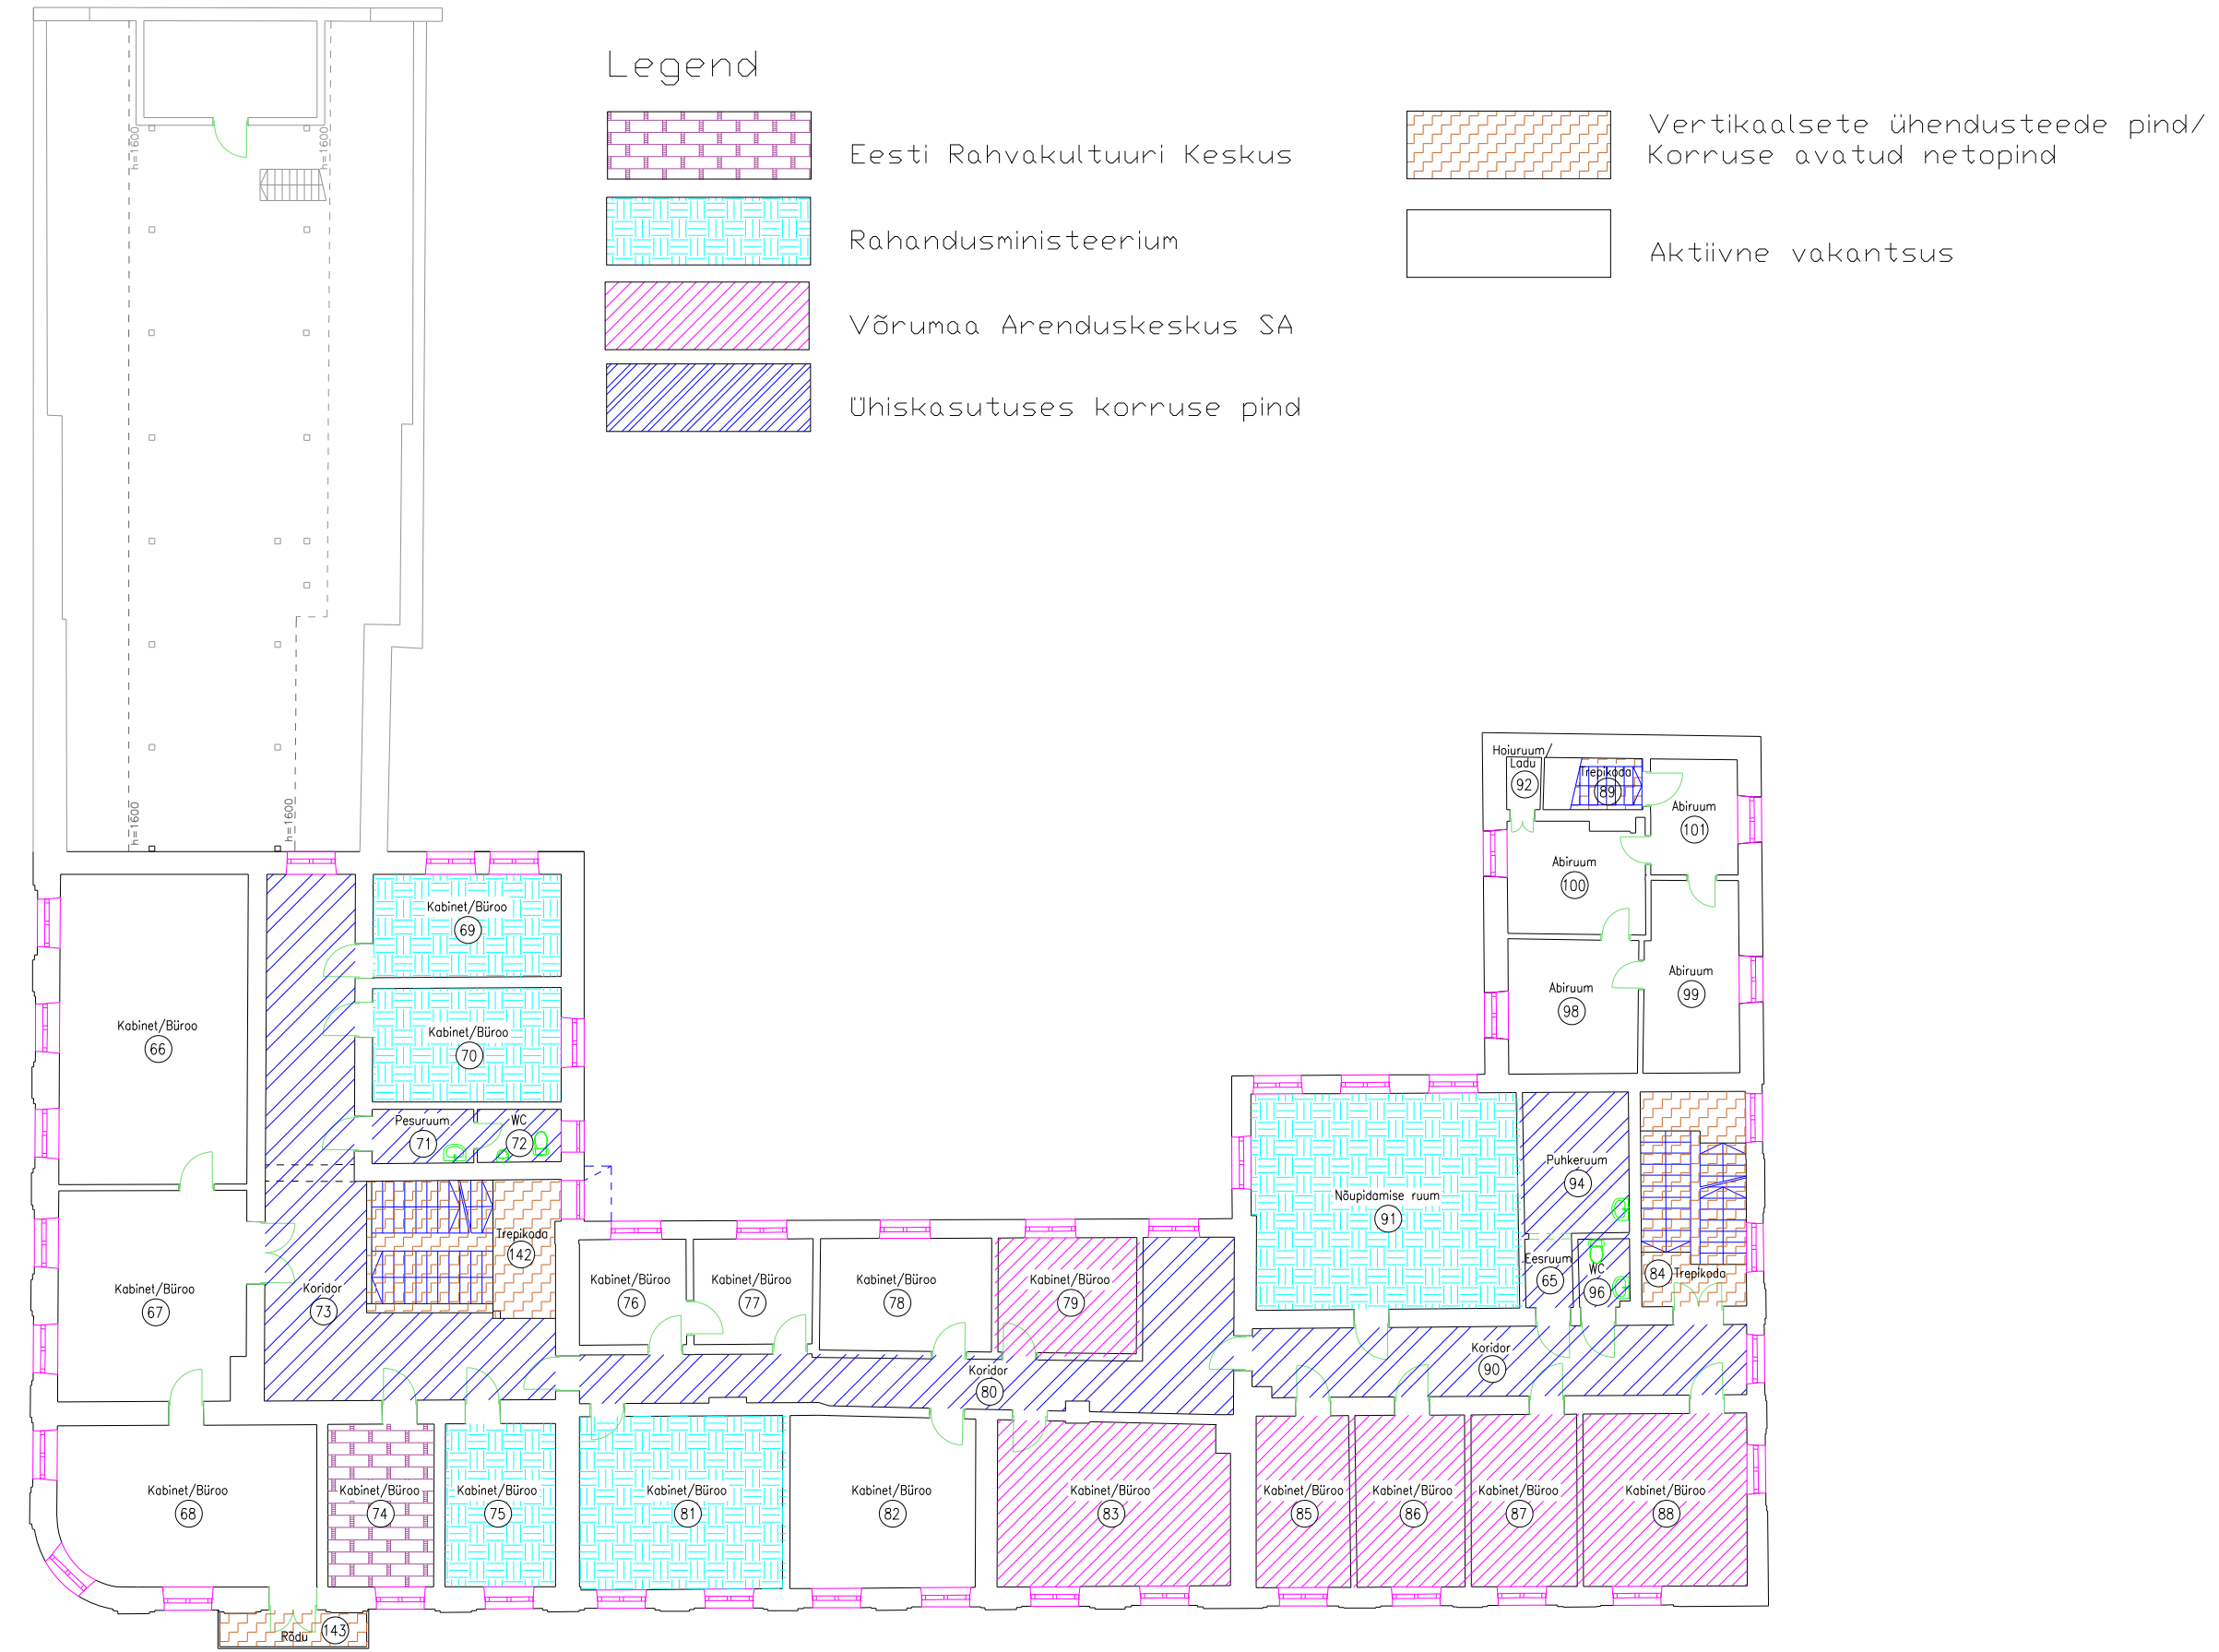 Legend
Eesti Rahvakultuuri Keskus
Rahandusministeerium
Võrumaa Arenduskeskus SA
Ühiskasutuses korruse pind
Vertikaalsete ühendusteede pind/
Korruse avatud netopind
Aktiivne vakantsus
h=1600
h=1600
h=1600
h=1600
Hoiuruum/
Ladu
92
Trepikoda
89
Abiruum
101
Abiruum
100
Abiruum
99
Abiruum
98
Kabinet/Büroo
69
Kabinet/Büroo
66
Kabinet/Büroo
70
Pesuruum
71
WC
72
Puhkeruum
94
Nõupidamise ruum
91
Trepikoda
142
Eesruum
65
WC
96
84 Trepikoda
Kabinet/Büroo
67
Koridor
73
Kabinet/Büroo
76
Kabinet/Büroo
77
Kabinet/Büroo
78
Kabinet/Büroo
79
Koridor
80
Koridor
90
Kabinet/Büroo
68
Kabinet/Büroo
74
Kabinet/Büroo
75
Kabinet/Büroo
81
Kabinet/Büroo
82
Kabinet/Büroo
83
Kabinet/Büroo
85
Kabinet/Büroo
86
Kabinet/Büroo
87
Kabinet/Büroo
88
Rõdu 143